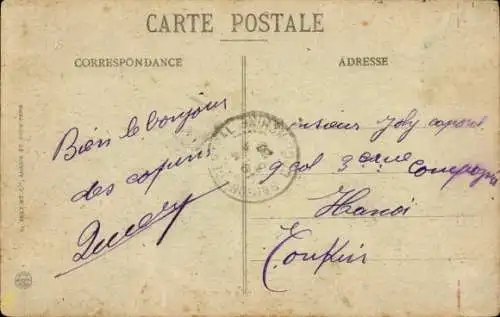 CARTE POSTALE
CORRESPONDANCE
ADRESSE
Bien le bonjour
des copains
Monsieur Joly caporal
9 col 3eme Compagnie
Hanoi
Tonkin